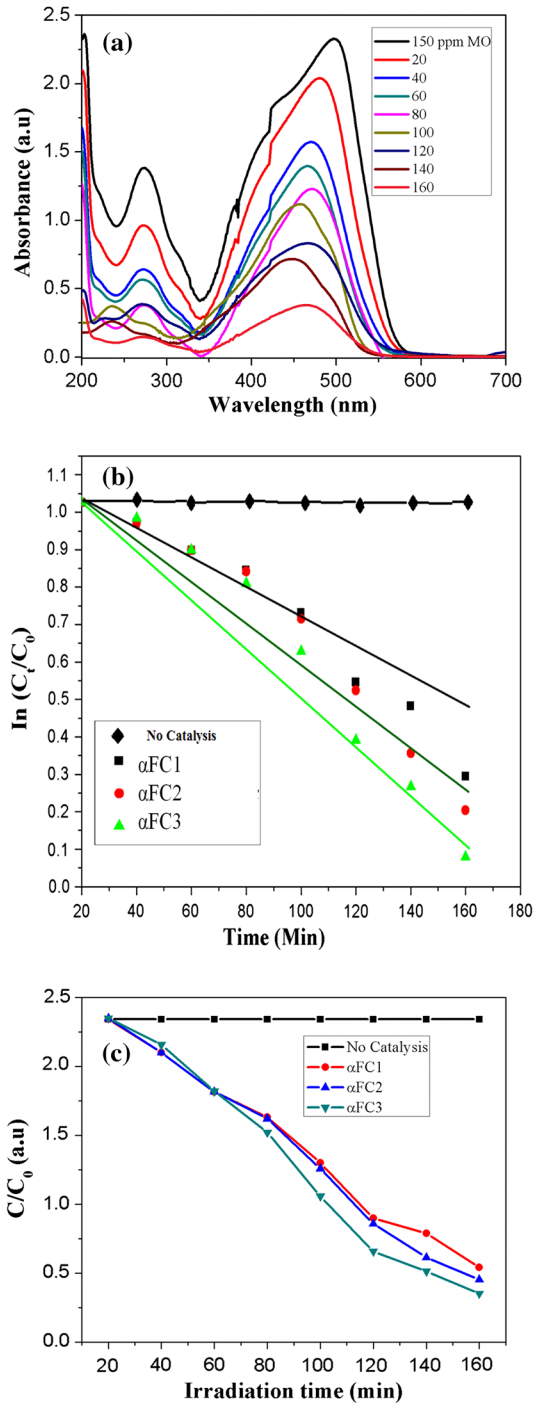 (a)
150 ppm MO
20
40
60
80
100
120
140
160
Absorbance (a.u)
2.5
2.0
1.5
1.0
0.5
0.0
200 300 400 500 600 700
Wavelength (nm)
(b)
ln (Ct/C0)
1.1
1.0
0.9
0.8
0.7
0.6
0.5
0.4
0.3
0.2
0.1
0.0
No Catalysis
αFC1
αFC2
αFC3
20 40 60 80 100 120 140 160 180
Time (Min)
(c)
C/C0 (a.u)
2.5
2.0
1.5
1.0
0.5
0.0
No Catalysis
αFC1
αFC2
αFC3
20 40 60 80 100 120 140 160
Irradiation time (min)